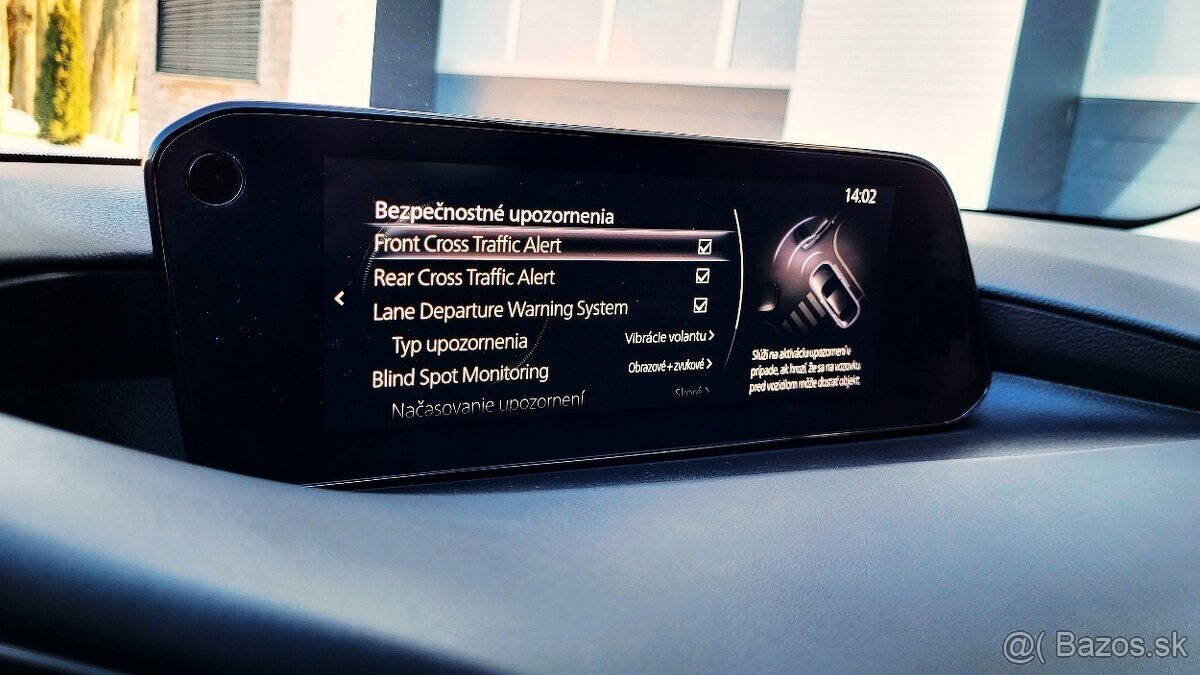 14:02
Bezpečnostné upozornenia
Front Cross Traffic Alert
Rear Cross Traffic Alert
Lane Departure Warning System
Typ upozornenia Vibrácie volantu
Blind Spot Monitoring Obrazové + zvukové
Načasovanie upozornení Skoré
Slúži na aktiváciu upozornení v
prípade, ak hrozí, že sa na vozovku
pred vozidlom môže dostať objekt.
@( Bazos.sk